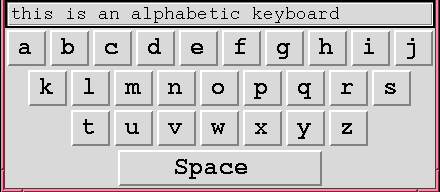 this is an alphabetic keyboard
a b c d e f g h i j
k l m n o p q r s
t u v w x y z
Space